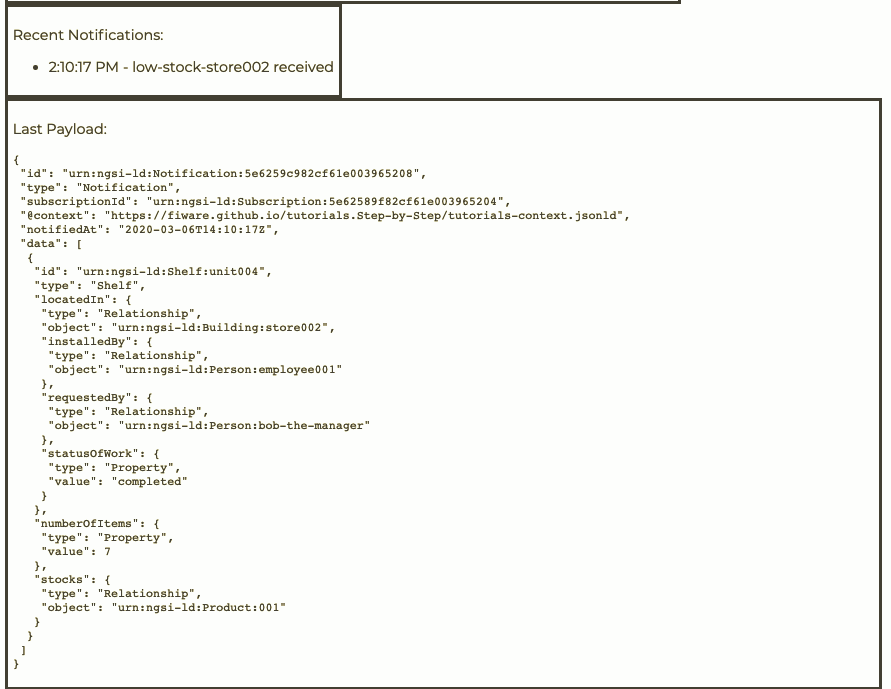 Recent Notifications:
• 2:10:17 PM - low-stock-store002 received
Last Payload:
{
 "id": "urn:ngsi-ld:Notification:5e6259c982cf61e003965208",
 "type": "Notification",
 "subscriptionId": "urn:ngsi-ld:Subscription:5e62589f82cf61e003965204",
 "@context": "https://fiware.github.io/tutorials.Step-by-Step/tutorials-context.jsonld",
 "notifiedAt": "2020-03-06T14:10:17Z",
 "data": [
  {
   "id": "urn:ngsi-ld:Shelf:unit004",
   "type": "Shelf",
   "locatedIn": {
    "type": "Relationship",
    "object": "urn:ngsi-ld:Building:store002",
    "installedBy": {
     "type": "Relationship",
     "object": "urn:ngsi-ld:Person:employee001"
    },
    "requestedBy": {
     "type": "Relationship",
     "object": "urn:ngsi-ld:Person:bob-the-manager"
    },
    "statusOfWork": {
     "type": "Property",
     "value": "completed"
    }
   },
   "numberOfItems": {
    "type": "Property",
    "value": 7
   },
   "stocks": {
    "type": "Relationship",
    "object": "urn:ngsi-ld:Product:001"
   }
  }
 ]
}